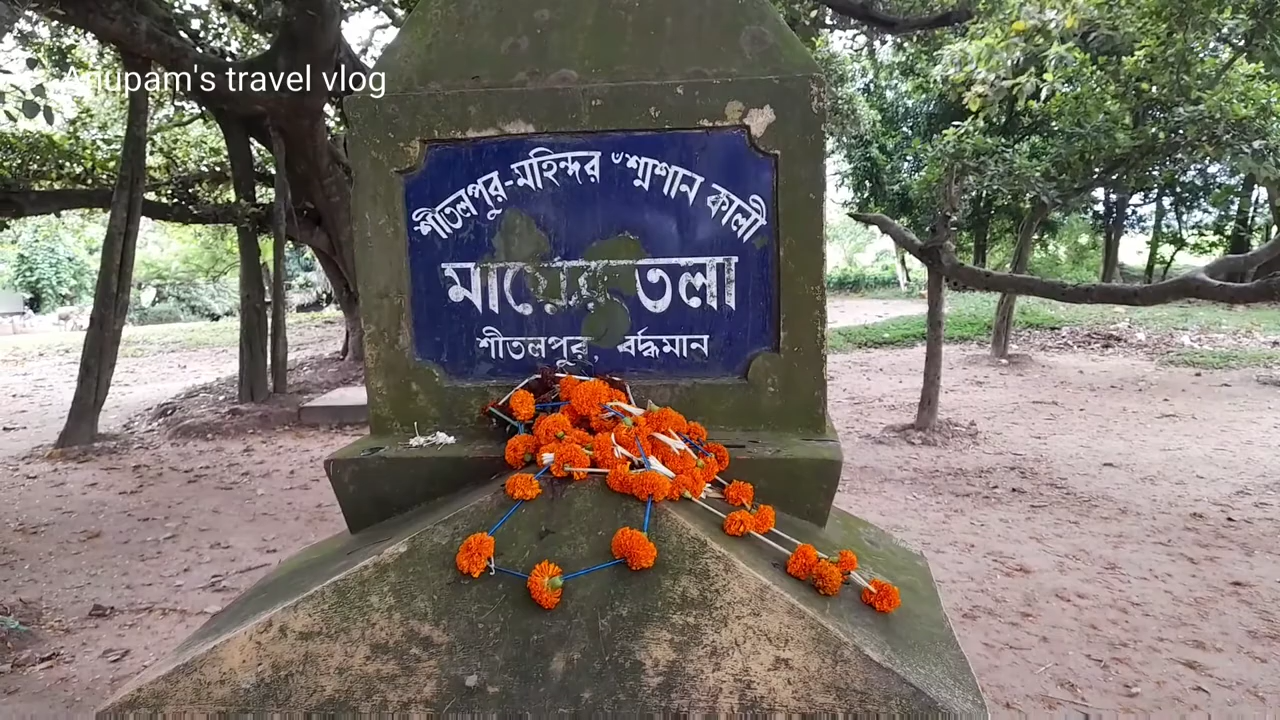 Anupam's travel vlog
শীতলপুর-মহিন্দর শ্মশান কালী
মায়ের তলা
শীতলপুর, বর্দ্ধমান